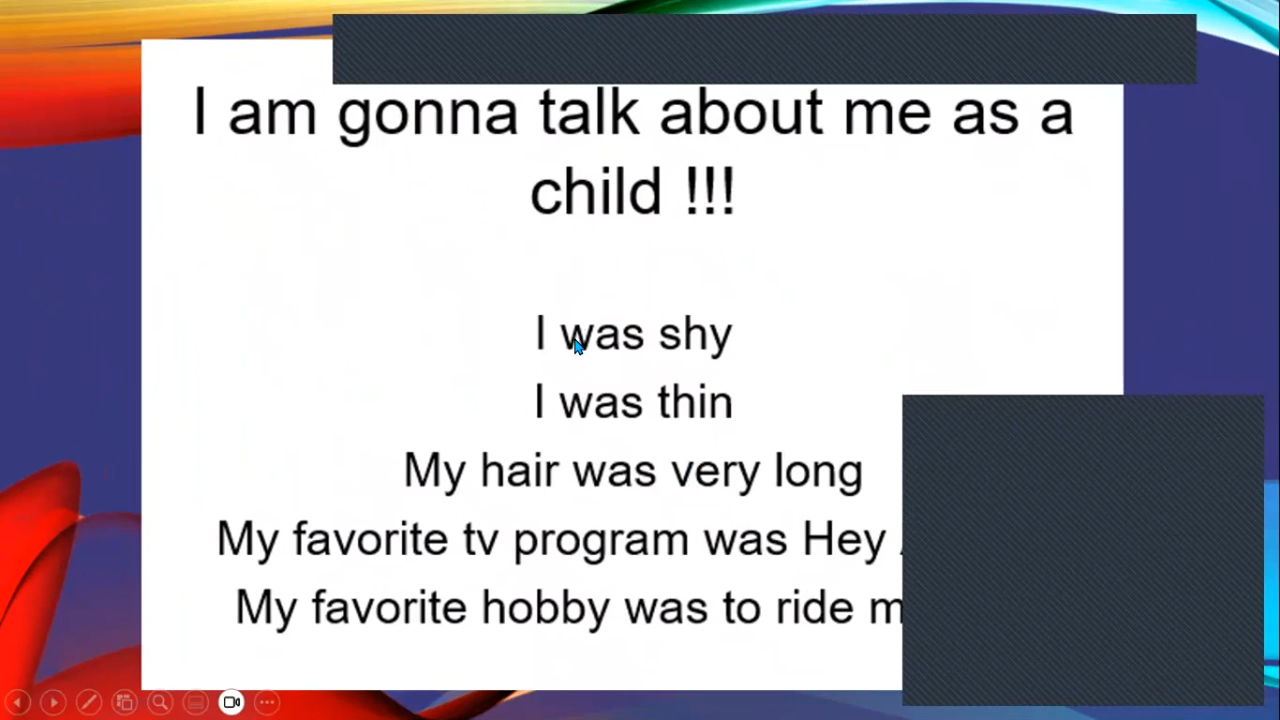 I am gonna talk about me as a
child !!!
I was shy
I was thin
My hair was very long
My favorite tv program was Hey
My favorite hobby was to ride